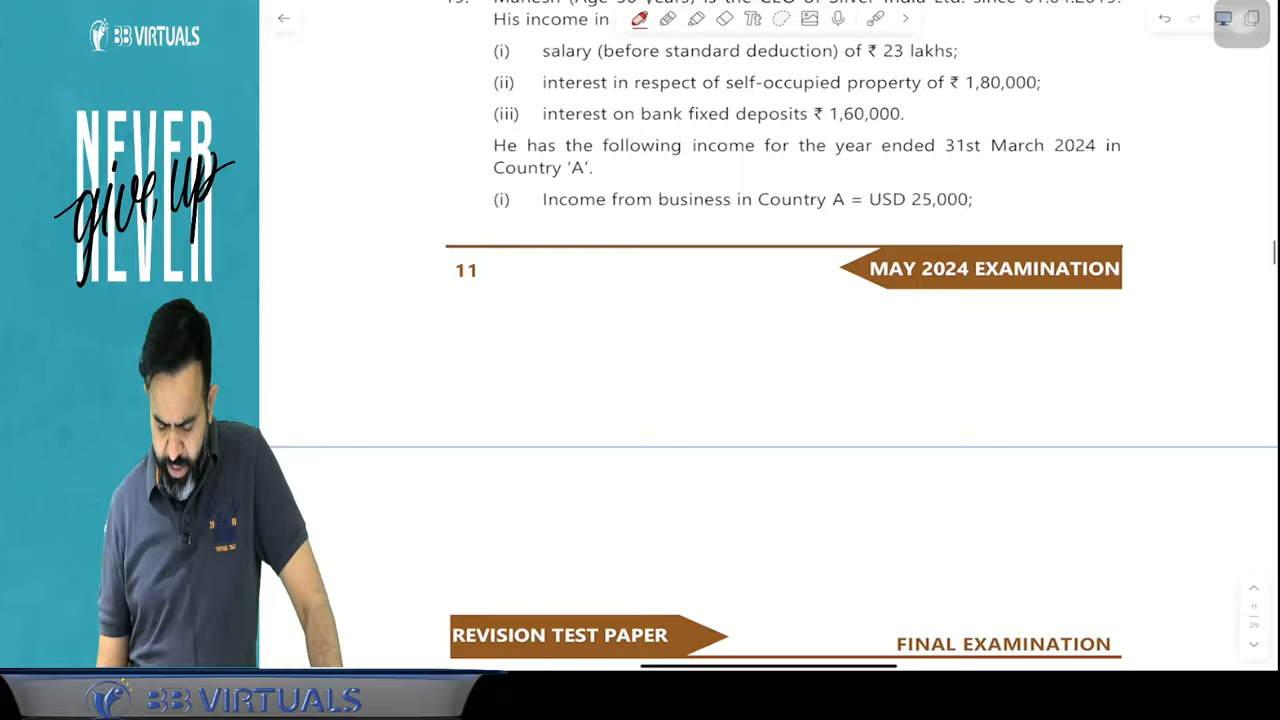 BB VIRTUALS
NEVER
give up
NEVER
His income in
(i) salary (before standard deduction) of ₹ 23 lakhs;
(ii) interest in respect of self-occupied property of ₹ 1,80,000;
(iii) interest on bank fixed deposits ₹ 1,60,000.
He has the following income for the year ended 31st March 2024 in
Country 'A'.
(i) Income from business in Country A = USD 25,000;
11
MAY 2024 EXAMINATION
REVISION TEST PAPER
FINAL EXAMINATION
11
29
BB VIRTUALS